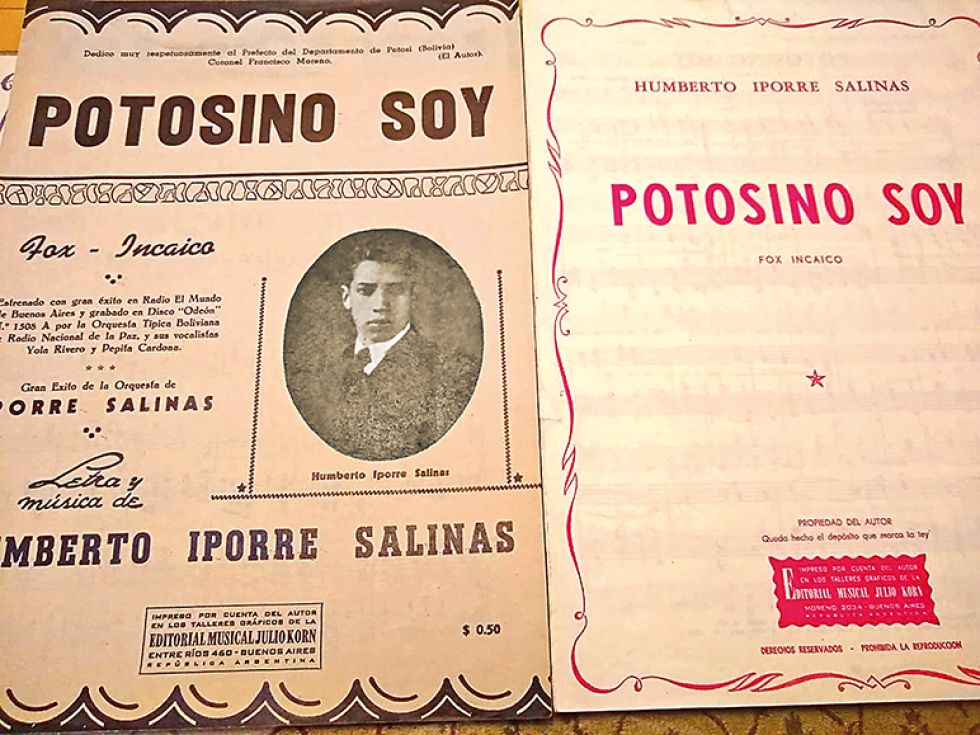 Dedico muy respetuosamente al Prefecto del Departamento de Potosí (Bolivia)
Coronel Francisco Moreno.
(El Autor).
POTOSINO SOY
Fox - Incaico
Estrenado con gran éxito en Radio El Mundo
de Buenos Aires y grabado en Disco "Odeón"
N.º 1508 A por la Orquesta Típica Boliviana
Radio Nacional de la Paz, y sus vocalistas
Yola Rivero y Pepita Cardona.
* * *
Gran Exito de la Orquesta de
PORRE SALINAS
Humberto Iporre Salinas
Letra y
música de
UMBERTO IPORRE SALINAS
IMPRESO POR CUENTA DEL AUTOR
EN LOS TALLERES GRÁFICOS DE LA
EDITORIAL MUSICAL JULIO KORN
ENTRE RÍOS 460 - BUENOS AIRES
REPÚBLICA ARGENTINA
$ 0.50
HUMBERTO IPORRE SALINAS
POTOSINO SOY
FOX INCAICO
PROPIEDAD DEL AUTOR
Queda hecho el depósito que marca la ley
IMPRESO POR CUENTA DEL AUTOR
EN LOS TALLERES GRÁFICOS DE LA
EDITORIAL MUSICAL JULIO KORN
MORENO 2034 - BUENOS AIRES
REPÚBLICA ARGENTINA
DERECHOS RESERVADOS - PROHIBIDA LA REPRODUCCION